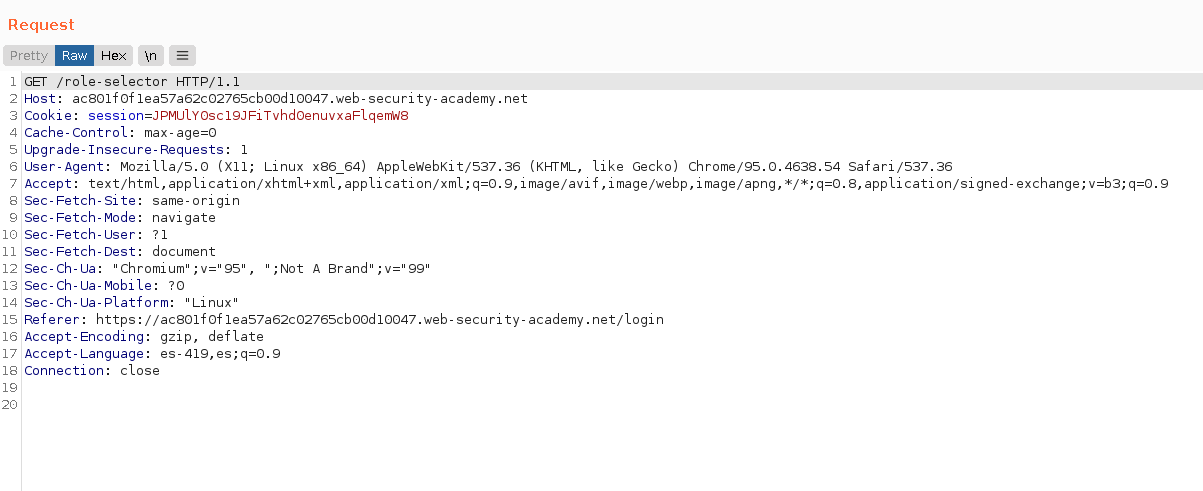 Request
Pretty Raw Hex \n ≡
1 GET /role-selector HTTP/1.1
2 Host: ac801f0f1ea57a62c02765cb00d10047.web-security-academy.net
3 Cookie: session=JPMUlY0sc19JFiTvhd0enuvxaFlqemW8
4 Cache-Control: max-age=0
5 Upgrade-Insecure-Requests: 1
6 User-Agent: Mozilla/5.0 (X11; Linux x86_64) AppleWebKit/537.36 (KHTML, like Gecko) Chrome/95.0.4638.54 Safari/537.36
7 Accept: text/html,application/xhtml+xml,application/xml;q=0.9,image/avif,image/webp,image/apng,*/*;q=0.8,application/signed-exchange;v=b3;q=0.9
8 Sec-Fetch-Site: same-origin
9 Sec-Fetch-Mode: navigate
10 Sec-Fetch-User: ?1
11 Sec-Fetch-Dest: document
12 Sec-Ch-Ua: "Chromium";v="95", ";Not A Brand";v="99"
13 Sec-Ch-Ua-Mobile: ?0
14 Sec-Ch-Ua-Platform: "Linux"
15 Referer: https://ac801f0f1ea57a62c02765cb00d10047.web-security-academy.net/login
16 Accept-Encoding: gzip, deflate
17 Accept-Language: es-419,es;q=0.9
18 Connection: close
19
20